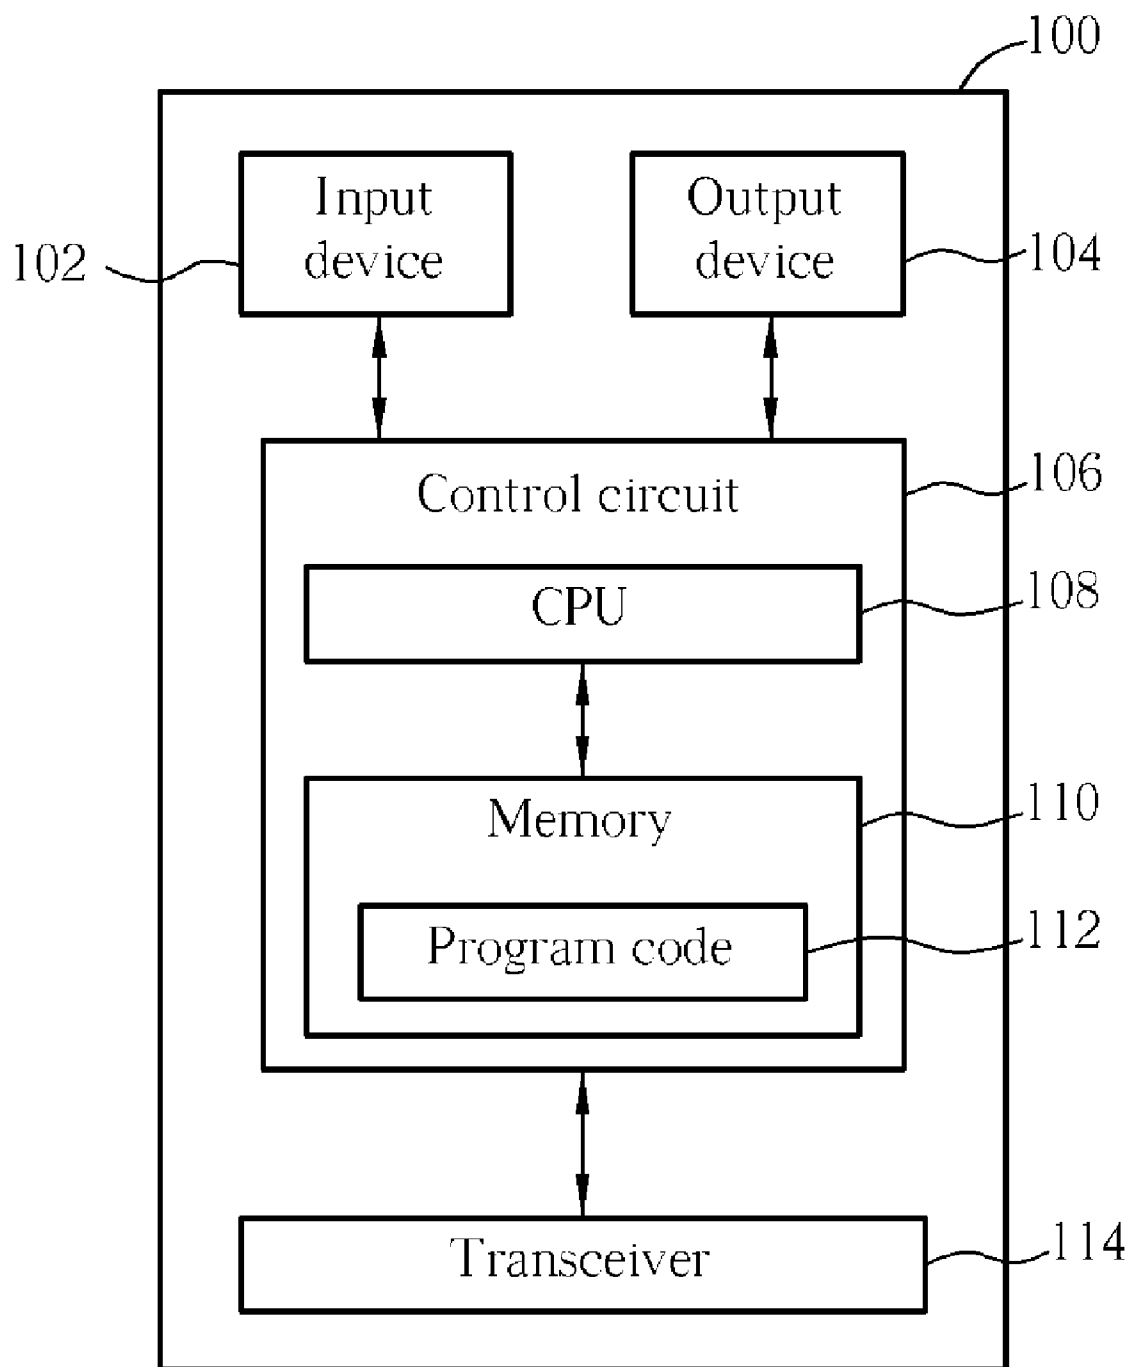 100
Input
device
Output
device
102
104
Control circuit
106
CPU
108
Memory
110
Program code
112
Transceiver
114